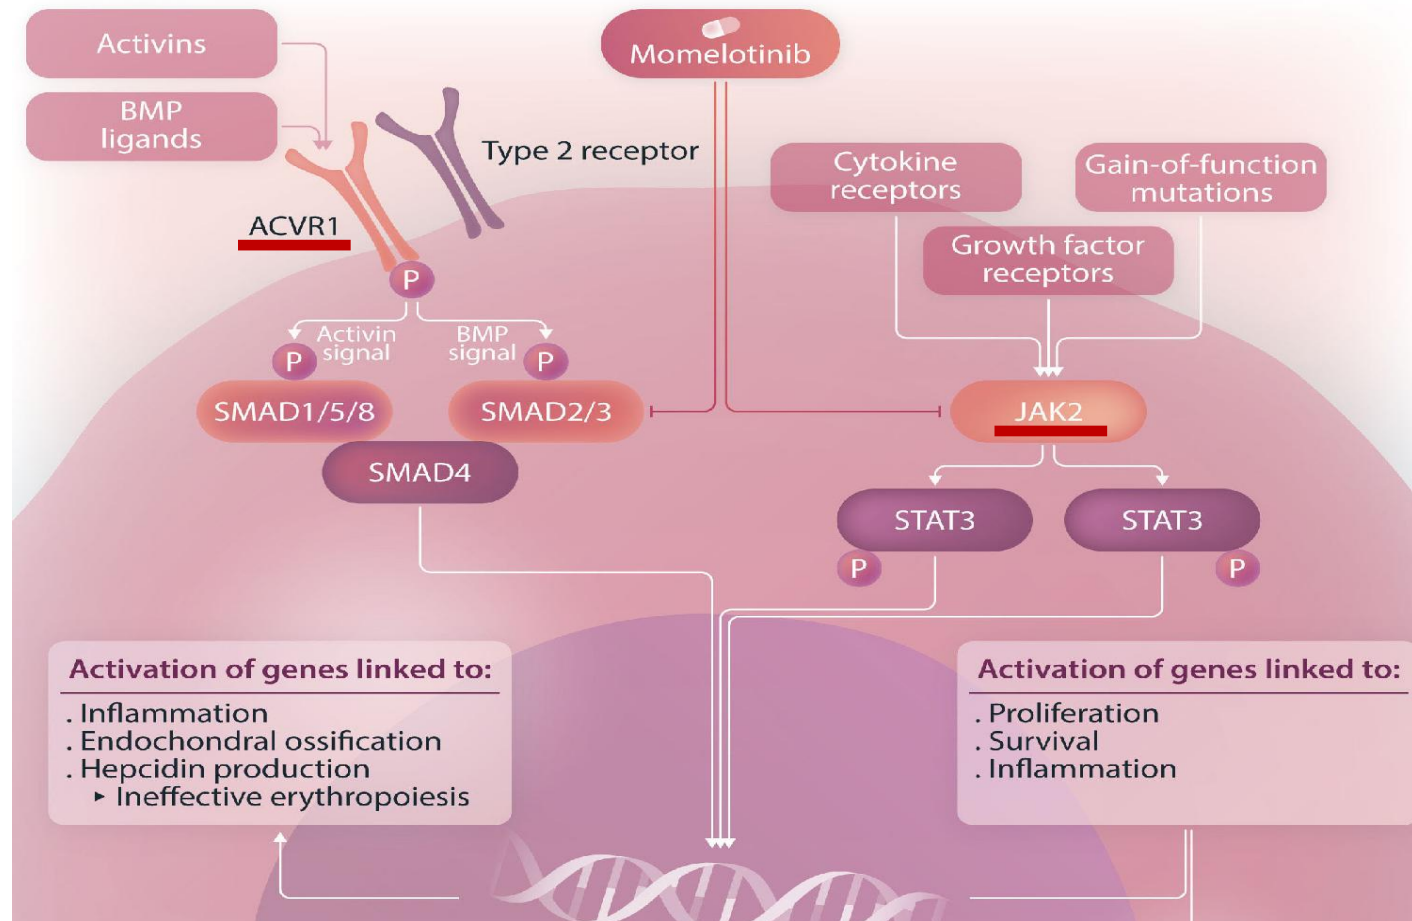 Activins
BMP
ligands
Momelotinib
Type 2 receptor
ACVR1
Cytokine
receptors
Gain-of-function
mutations
Growth factor
receptors
P
Activin
signal
BMP
signal
P
P
SMAD1/5/8
SMAD2/3
SMAD4
JAK2
STAT3
STAT3
P
P
Activation of genes linked to:
. Inflammation
. Endochondral ossification
. Hepcidin production
▸ Ineffective erythropoiesis
Activation of genes linked to:
. Proliferation
. Survival
. Inflammation